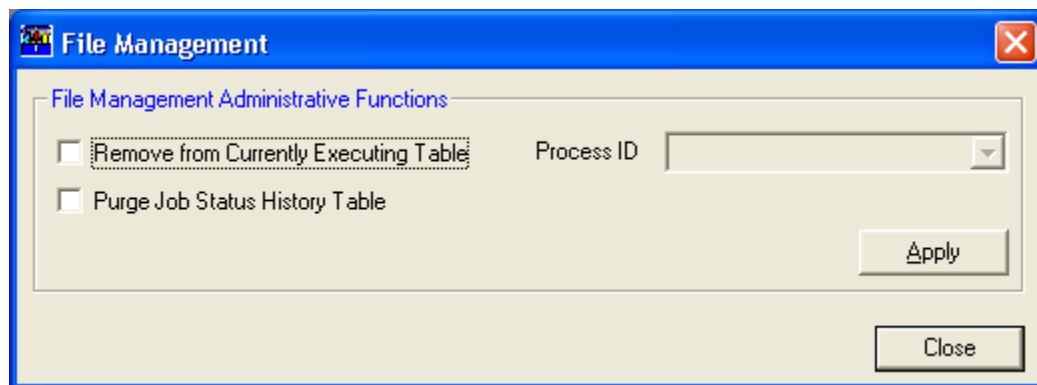 File Management
File Management Administrative Functions
Remove from Currently Executing Table Process ID
Purge Job Status History Table
Apply
Close